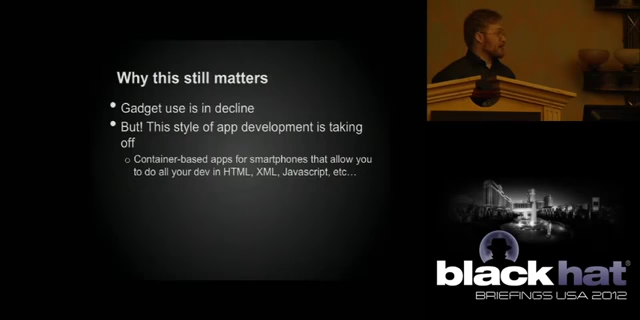 Why this still matters
• Gadget use is in decline
• But! This style of app development is taking
off
o Container-based apps for smartphones that allow you
to do all your dev in HTML, XML, Javascript, etc…
black hat®
BRIEFINGS USA 2012